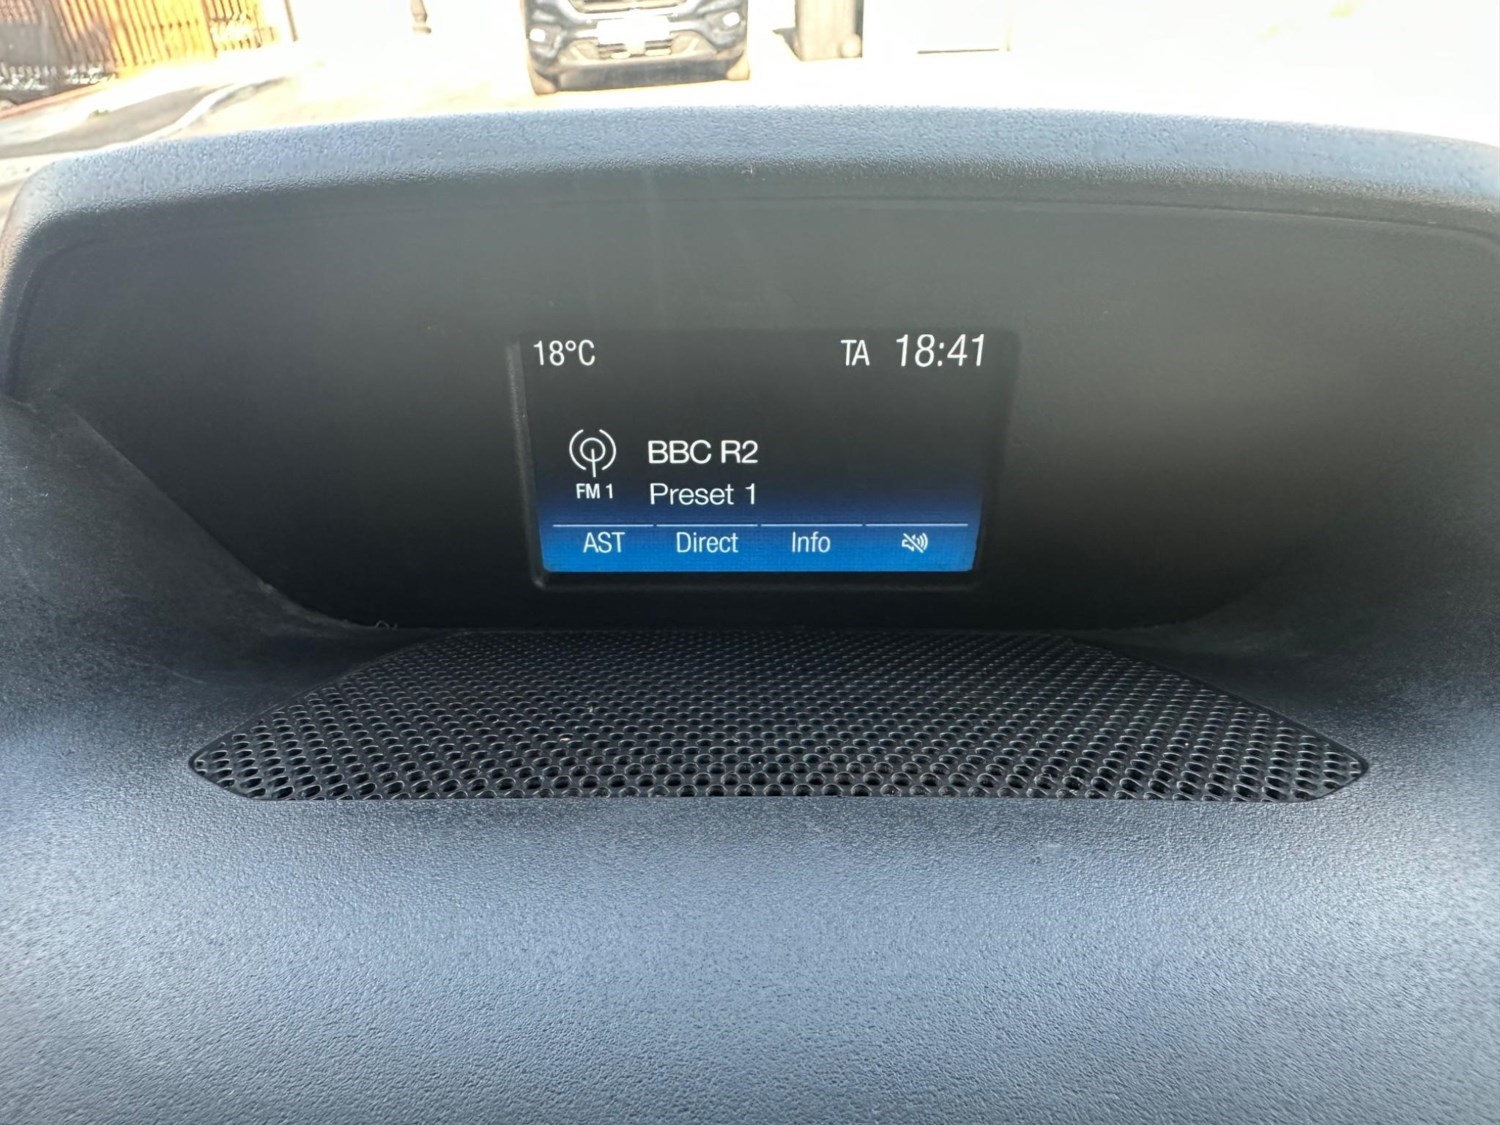 18°C TA 18:41
BBC R2
FM 1 Preset 1
AST Direct Info